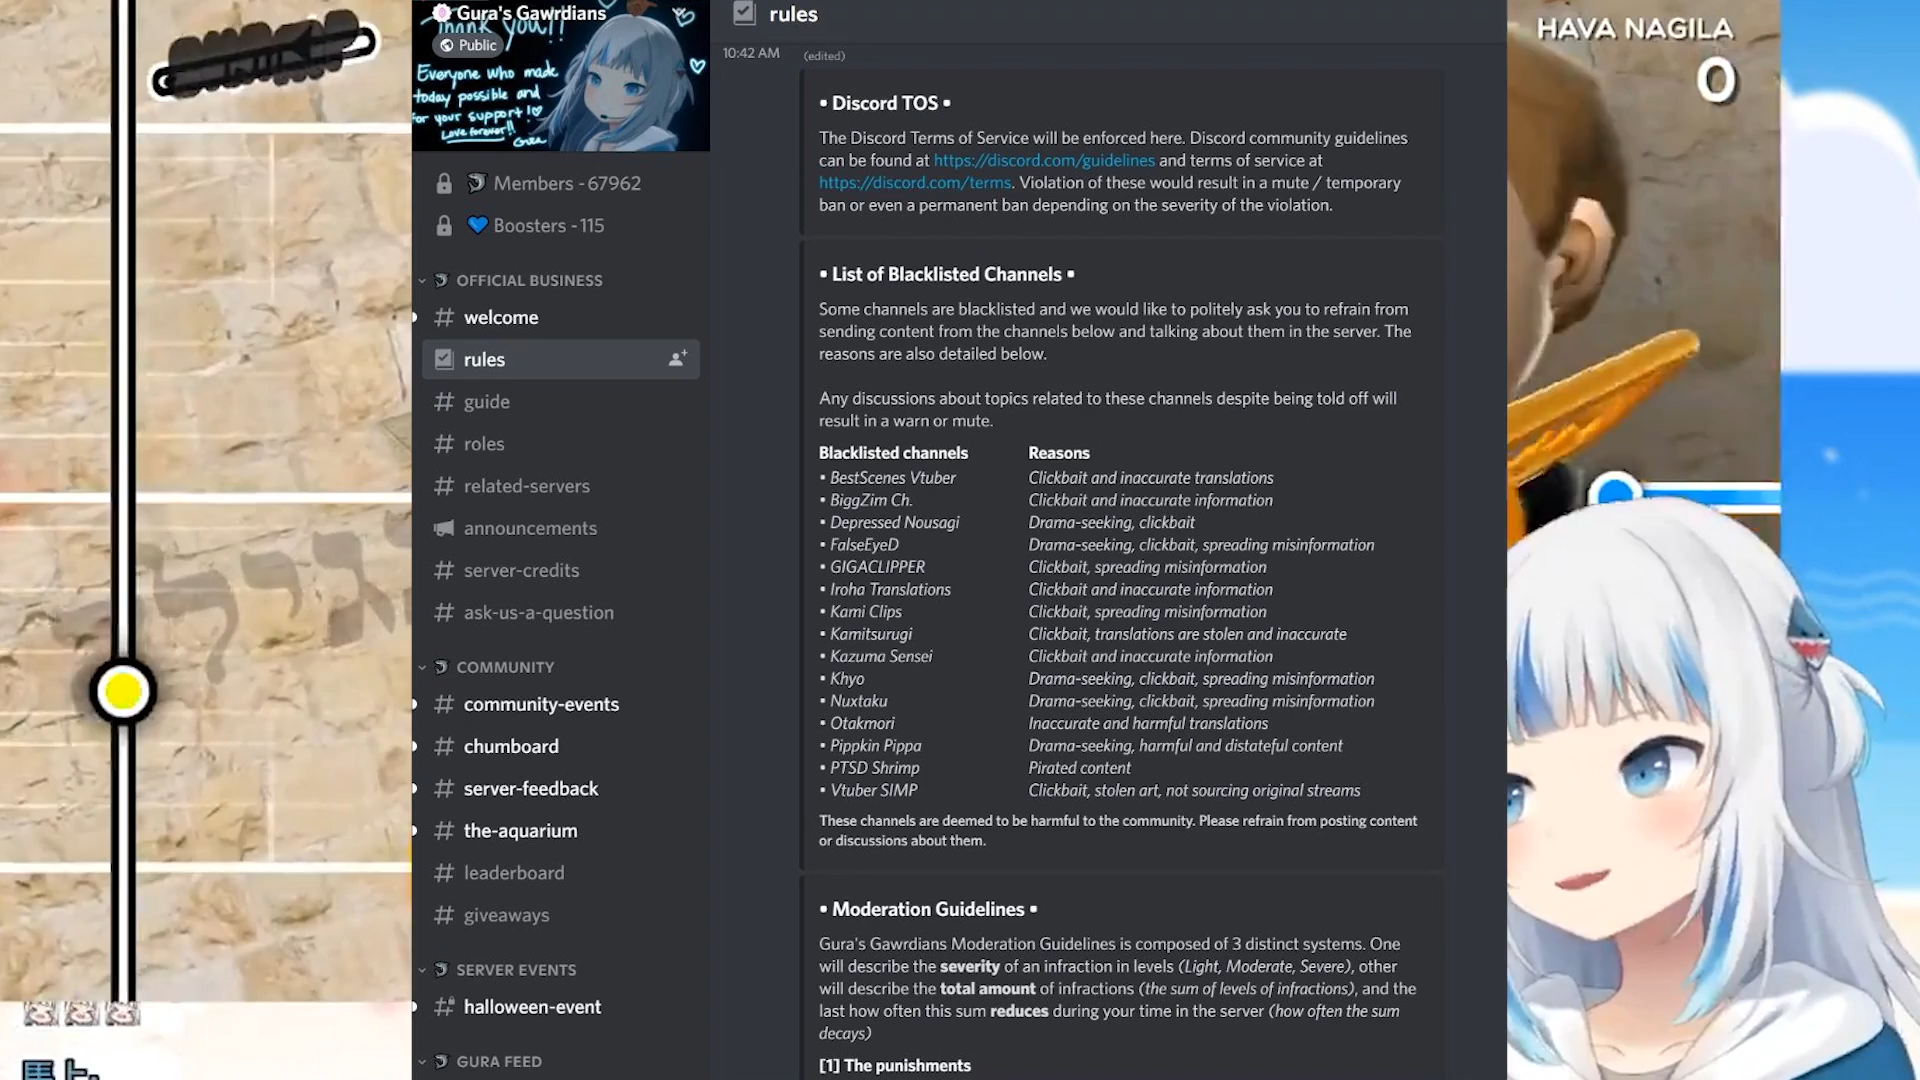 Gura's Gawrdians
Thank you!!
Public
Everyone who made
today possible and
for your support!
Love forever!!
Gura
Members - 67962
Boosters - 115
OFFICIAL BUSINESS
welcome
rules
guide
roles
related-servers
announcements
server-credits
ask-us-a-question
COMMUNITY
community-events
chumboard
server-feedback
the-aquarium
leaderboard
giveaways
SERVER EVENTS
halloween-event
GURA FEED
rules
10:42 AM
(edited)
• Discord TOS •
The Discord Terms of Service will be enforced here. Discord community guidelines
can be found at https://discord.com/guidelines and terms of service at
https://discord.com/terms. Violation of these would result in a mute / temporary
ban or even a permanent ban depending on the severity of the violation.
• List of Blacklisted Channels •
Some channels are blacklisted and we would like to politely ask you to refrain from
sending content from the channels below and talking about them in the server. The
reasons are also detailed below.
Any discussions about topics related to these channels despite being told off will
result in a warn or mute.
Blacklisted channels Reasons
• BestScenes Vtuber Clickbait and inaccurate translations
• BiggZim Ch. Clickbait and inaccurate information
• Depressed Nousagi Drama-seeking, clickbait
• FalseEyeD Drama-seeking, clickbait, spreading misinformation
• GIGACLIPPER Clickbait, spreading misinformation
• Iroha Translations Clickbait and inaccurate information
• Kami Clips Clickbait, spreading misinformation
• Kamitsurugi Clickbait, translations are stolen and inaccurate
• Kazuma Sensei Clickbait and inaccurate information
• Khyo Drama-seeking, clickbait, spreading misinformation
• Nuxtaku Drama-seeking, clickbait, spreading misinformation
• Otakmori Inaccurate and harmful translations
• Pippkin Pippa Drama-seeking, harmful and distateful content
• PTSD Shrimp Pirated content
• Vtuber SIMP Clickbait, stolen art, not sourcing original streams
These channels are deemed to be harmful to the community. Please refrain from posting content
or discussions about them.
• Moderation Guidelines •
Gura's Gawrdians Moderation Guidelines is composed of 3 distinct systems. One
will describe the severity of an infraction in levels (Light, Moderate, Severe), other
will describe the total amount of infractions (the sum of levels of infractions), and the
last how often this sum reduces during your time in the server (how often the sum
decays)
[1] The punishments
HAVA NAGILA
0